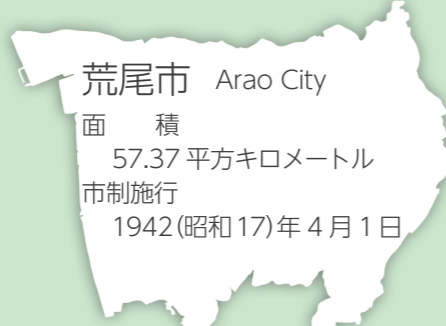 荒尾市 Arao City
面　　積
57.37 平方キロメートル
市制施行
1942(昭和17)年 4 月 1 日